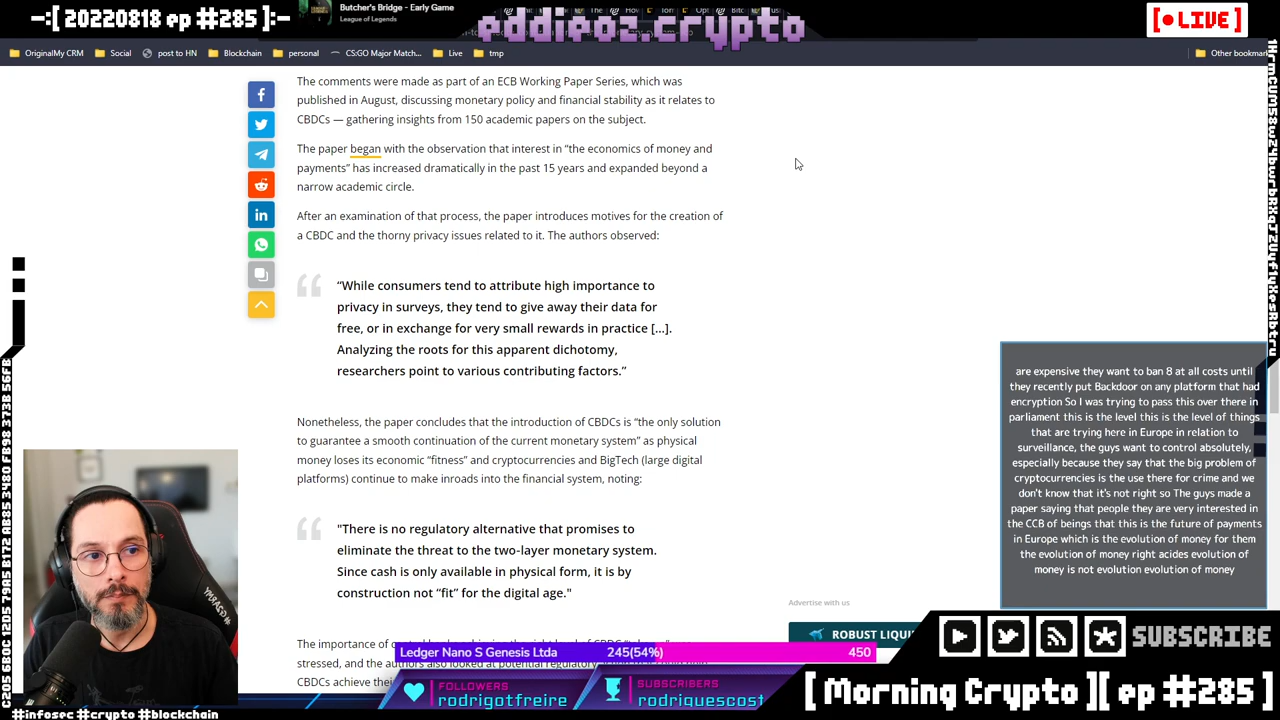 -:[ 20220818 ep #285 ]:-
Butcher's Bridge - Early Game
League of Legends
eddieoz.crypto
[ LIVE ]
OriginalMy CRM
Social
post to HN
Blockchain
personal
CS:GO Major Match...
Live
tmp
Other bookmar
The comments were made as part of an ECB Working Paper Series, which was
published in August, discussing monetary policy and financial stability as it relates to
CBDCs — gathering insights from 150 academic papers on the subject.
The paper began with the observation that interest in “the economics of money and
payments” has increased dramatically in the past 15 years and expanded beyond a
narrow academic circle.
After an examination of that process, the paper introduces motives for the creation of
a CBDC and the thorny privacy issues related to it. The authors observed:
“While consumers tend to attribute high importance to
privacy in surveys, they tend to give away their data for
free, or in exchange for very small rewards in practice [...].
Analyzing the roots for this apparent dichotomy,
researchers point to various contributing factors.”
Nonetheless, the paper concludes that the introduction of CBDCs is “the only solution
to guarantee a smooth continuation of the current monetary system” as physical
money loses its economic “fitness” and cryptocurrencies and BigTech (large digital
platforms) continue to make inroads into the financial system, noting:
"There is no regulatory alternative that promises to
eliminate the threat to the two-layer monetary system.
Since cash is only available in physical form, it is by
construction not “fit” for the digital age."
The importance of
stressed, and the authors also looked at potential
CBDCs achieve their
are expensive they want to ban 8 at all costs until
they recently put Backdoor on any platform that had
encryption So I was trying to pass this over there in
parliament this is the level this is the level of things
that are trying here in Europe in relation to
surveillance, the guys want to control absolutely,
especially because they say that the big problem of
cryptocurrencies is the use there for crime and we
don't know that it's not right so The guys made a
paper saying that people they are very interested in
the CCB of beings that this is the future of payments
in Europe which is the evolution of money for them
the evolution of money right acides evolution of
money is not evolution evolution of money
Advertise with us
ROBUST LIQUI
Ledger Nano S Genesis Ltda 245(54%) 450
FOLLOWERS
rodrigotfreire
SUBSCRIBERS
rodriguescost
SUBSCRIBE
[ Morning Crypto ][ ep #285 ]
#infosec #crypto #blockchain